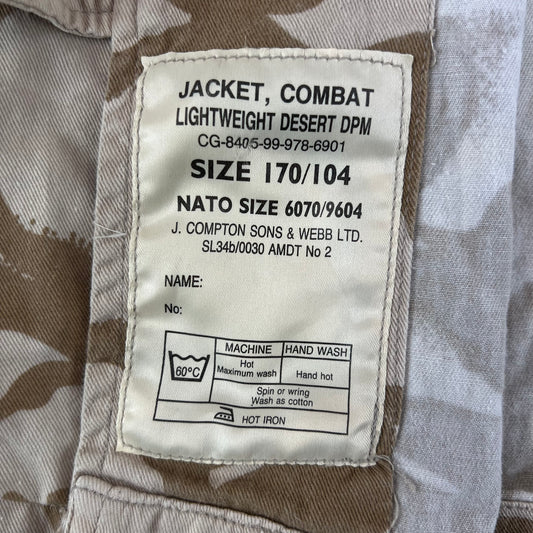 JACKET, COMBAT
LIGHTWEIGHT DESERT DPM
CG-8405-99-978-6901
SIZE 170/104
NATO SIZE 6070/9604
J. COMPTON SONS & WEBB LTD.
SL34b/0030 AMDT No 2
NAME:
No:
MACHINE HAND WASH
60°C
Hot
Maximum wash
Hand hot
Spin or wring
Wash as cotton
HOT IRON